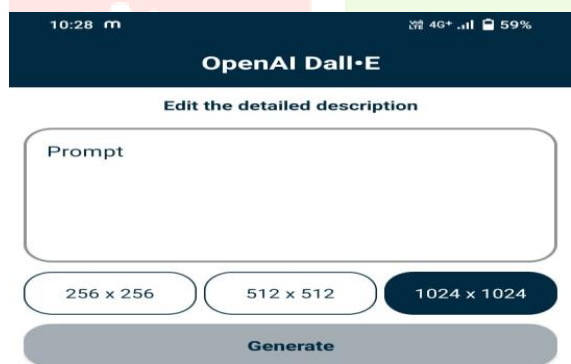 10:28 m 4G+ 59%
OpenAI Dall•E
Edit the detailed description
Prompt
256 x 256 512 x 512 1024 x 1024
Generate